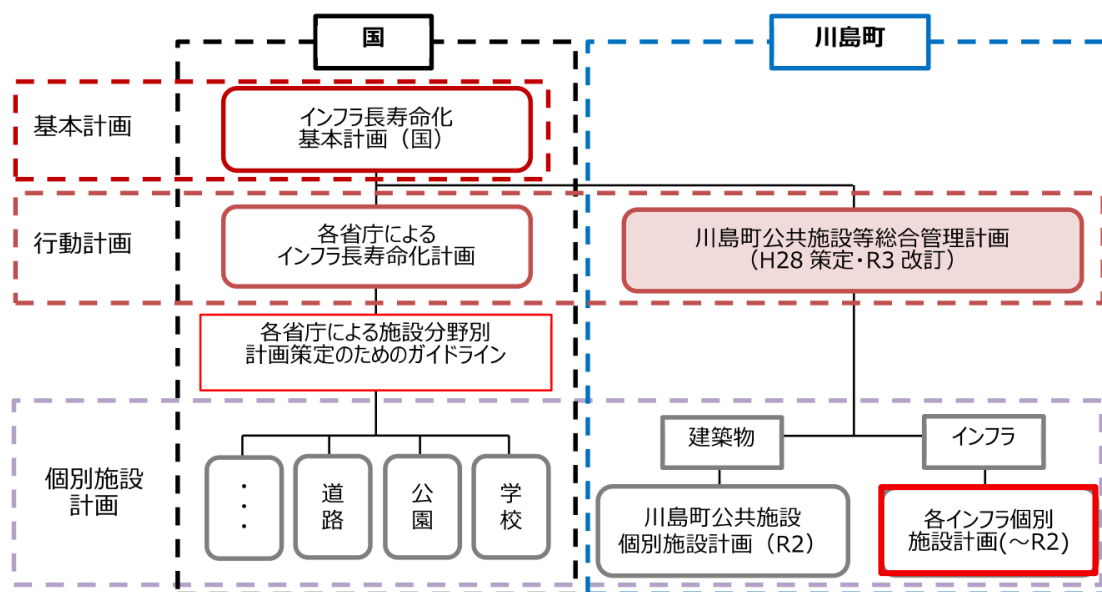 国
川島町
基本計画
インフラ長寿命化
基本計画（国）
行動計画
各省庁による
インフラ長寿命化計画
川島町公共施設等総合管理計画
（H28 策定・R3 改訂）
各省庁による施設分野別
計画策定のためのガイドライン
個別施設
計画
・・・
道路
公園
学校
建築物
インフラ
川島町公共施設
個別施設計画（R2）
各インフラ個別
施設計画(～R2)